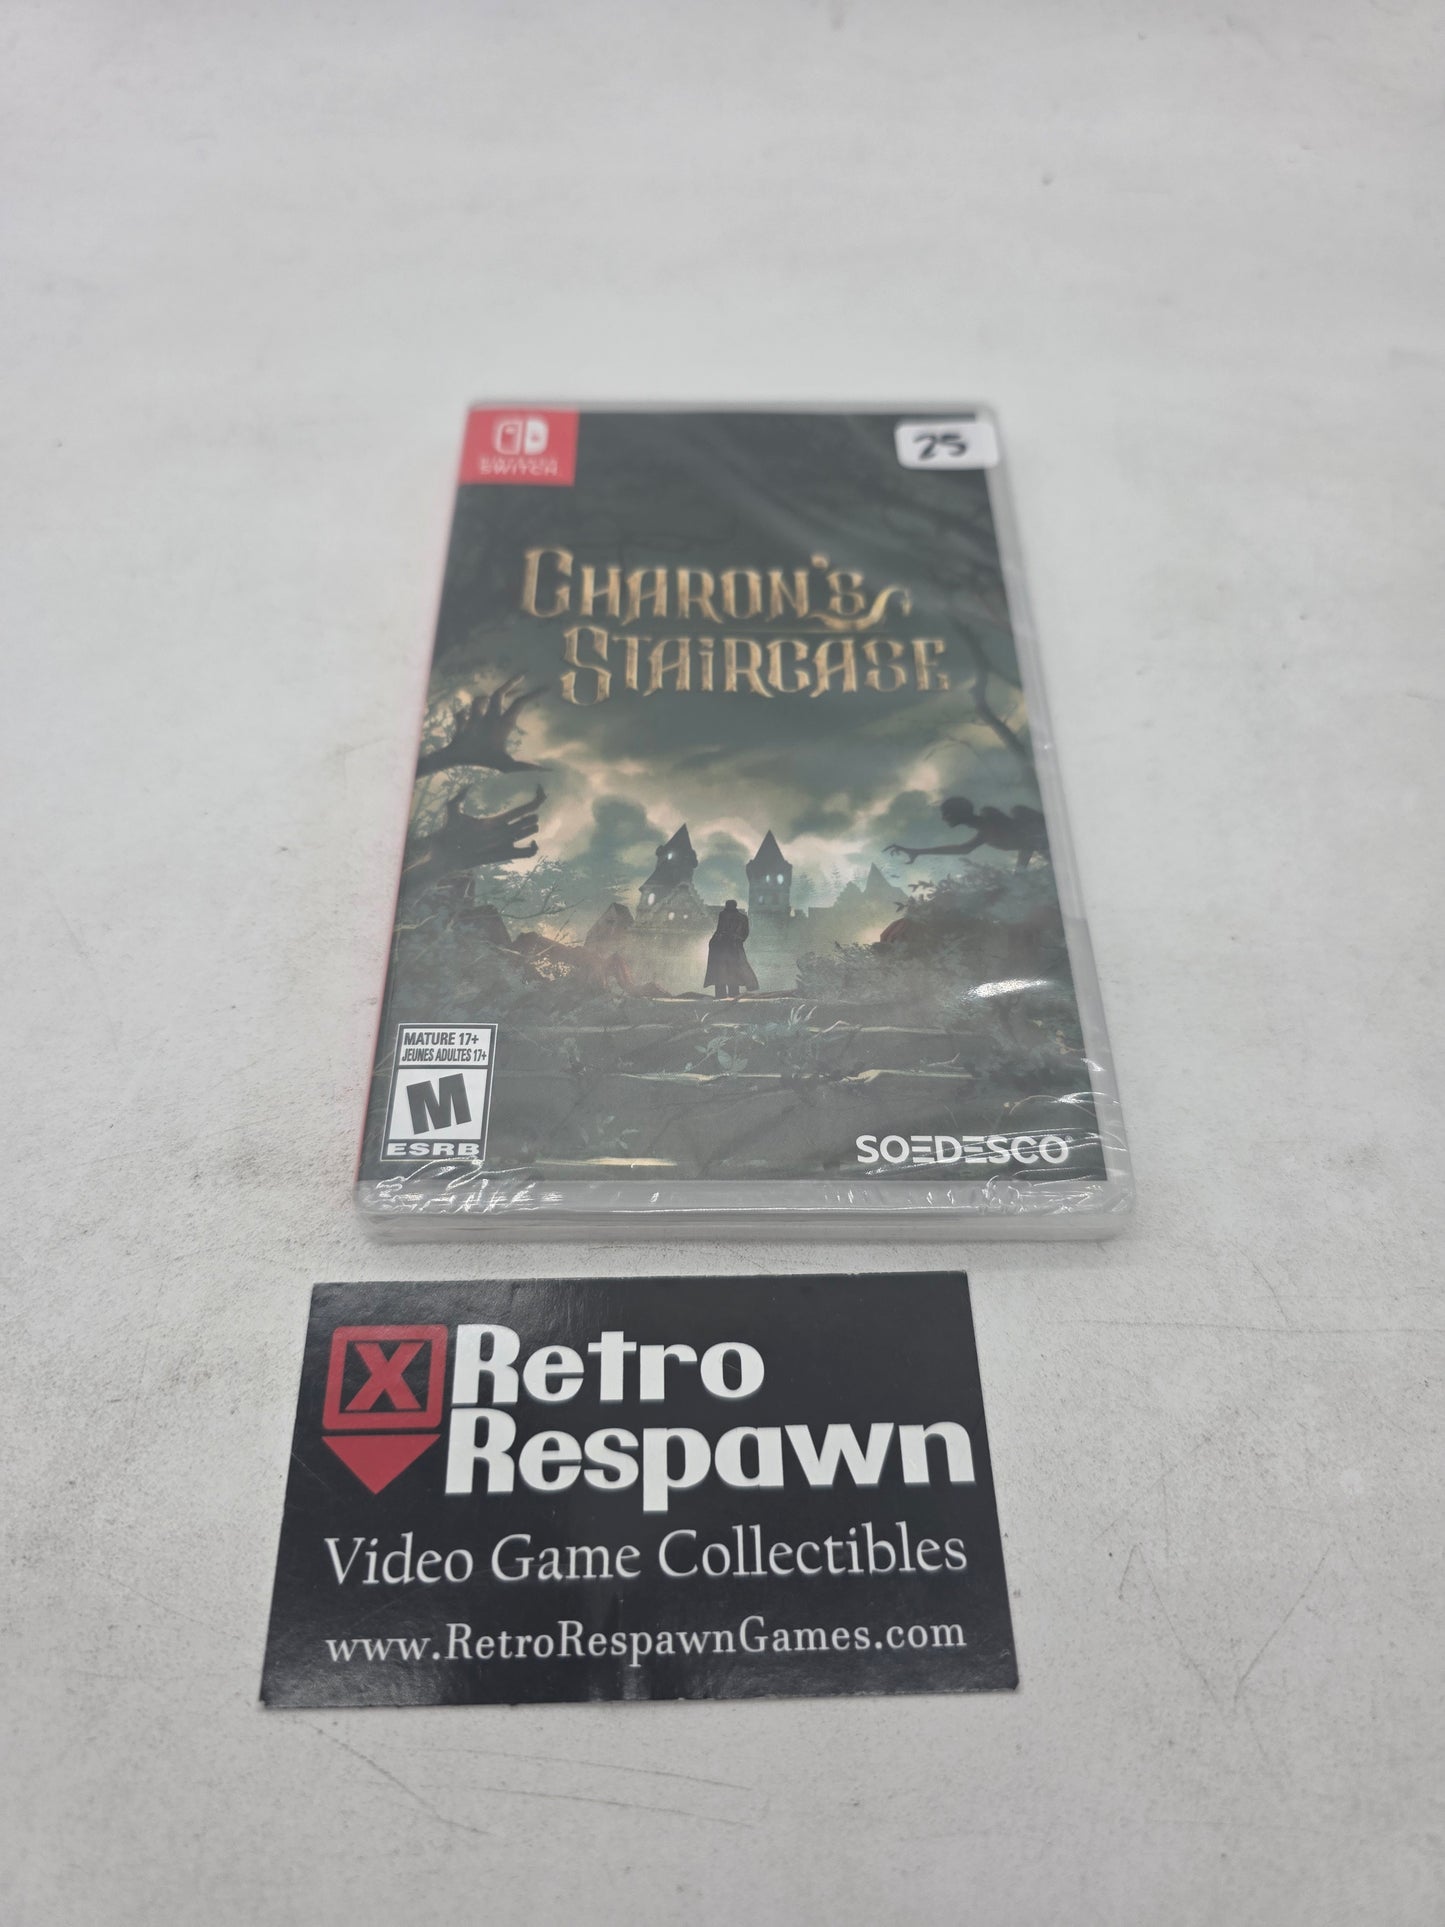 NINTENDO
SWITCH
25
CHARON'S
STAiRCASE
MATURE 17+
JEUNES ADULTES 17+
M
ESRB
SOEDESCO
X Retro
Respawn
Video Game Collectibles
www.RetroRespawnGames.com